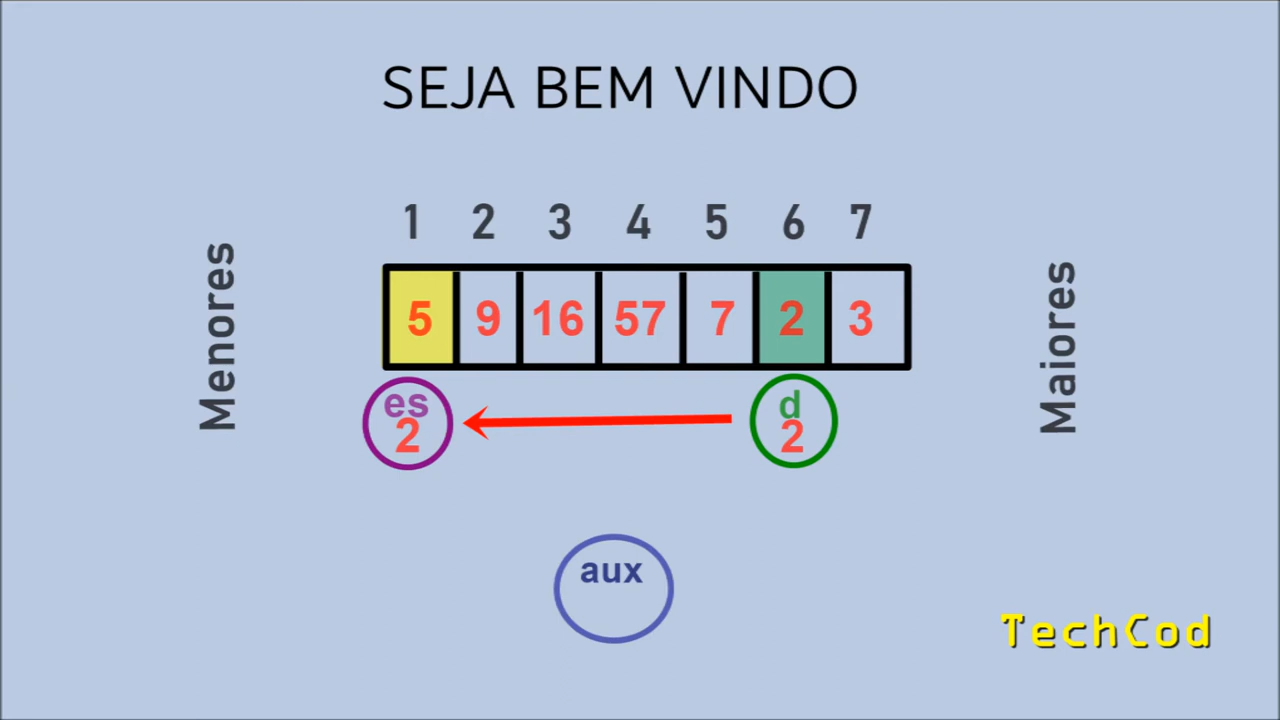 SEJA BEM VINDO
1 2 3 4 5 6 7
Menores
5 9 16 57 7 2 3
Maiores
es
2
d
2
aux
TechCod